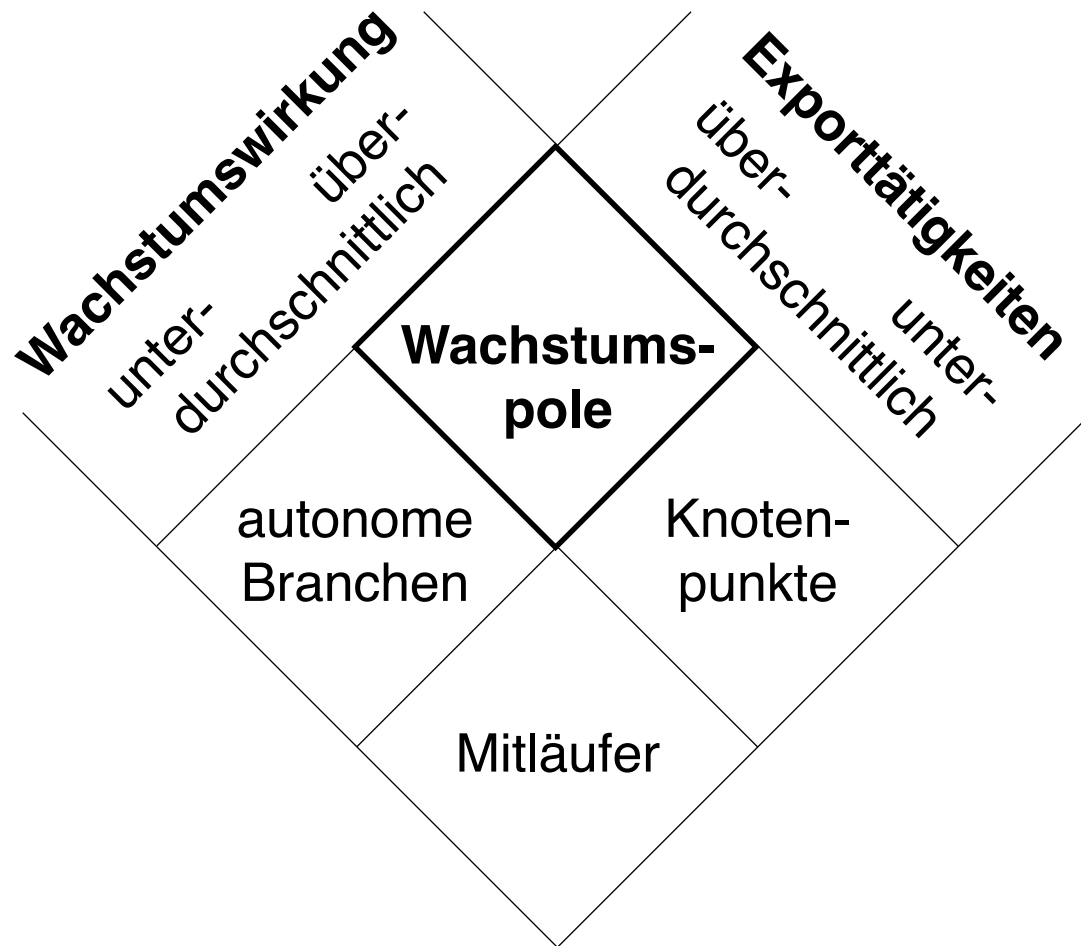 Wachstumswirkung
unter-
über-
durchschnittlich
Exporttätigkeiten
über-
unter-
durchschnittlich
Wachstums-
pole
autonome
Branchen
Knoten-
punkte
Mitläufer